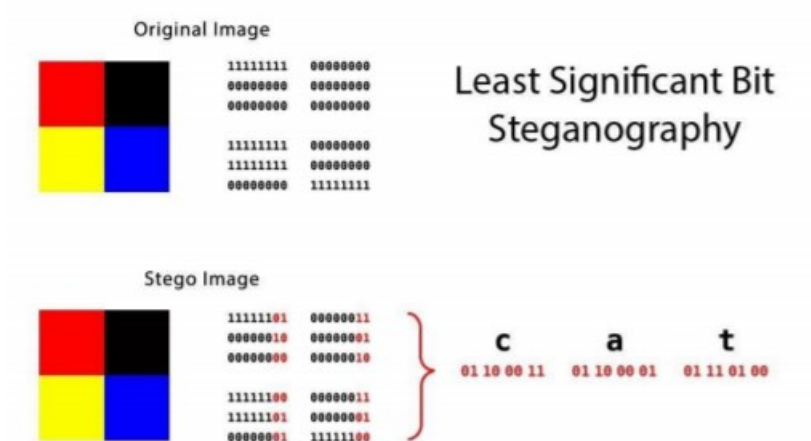 Original Image
11111111 00000000
00000000 00000000
00000000 00000000
11111111 00000000
11111111 00000000
00000000 11111111
Least Significant Bit
Steganography
Stego Image
11111101 00000011
00000010 00000001
00000000 00000010
11111100 00000011
11111101 00000001
00000001 11111100
c a t
01 10 00 11 01 10 00 01 01 11 01 00